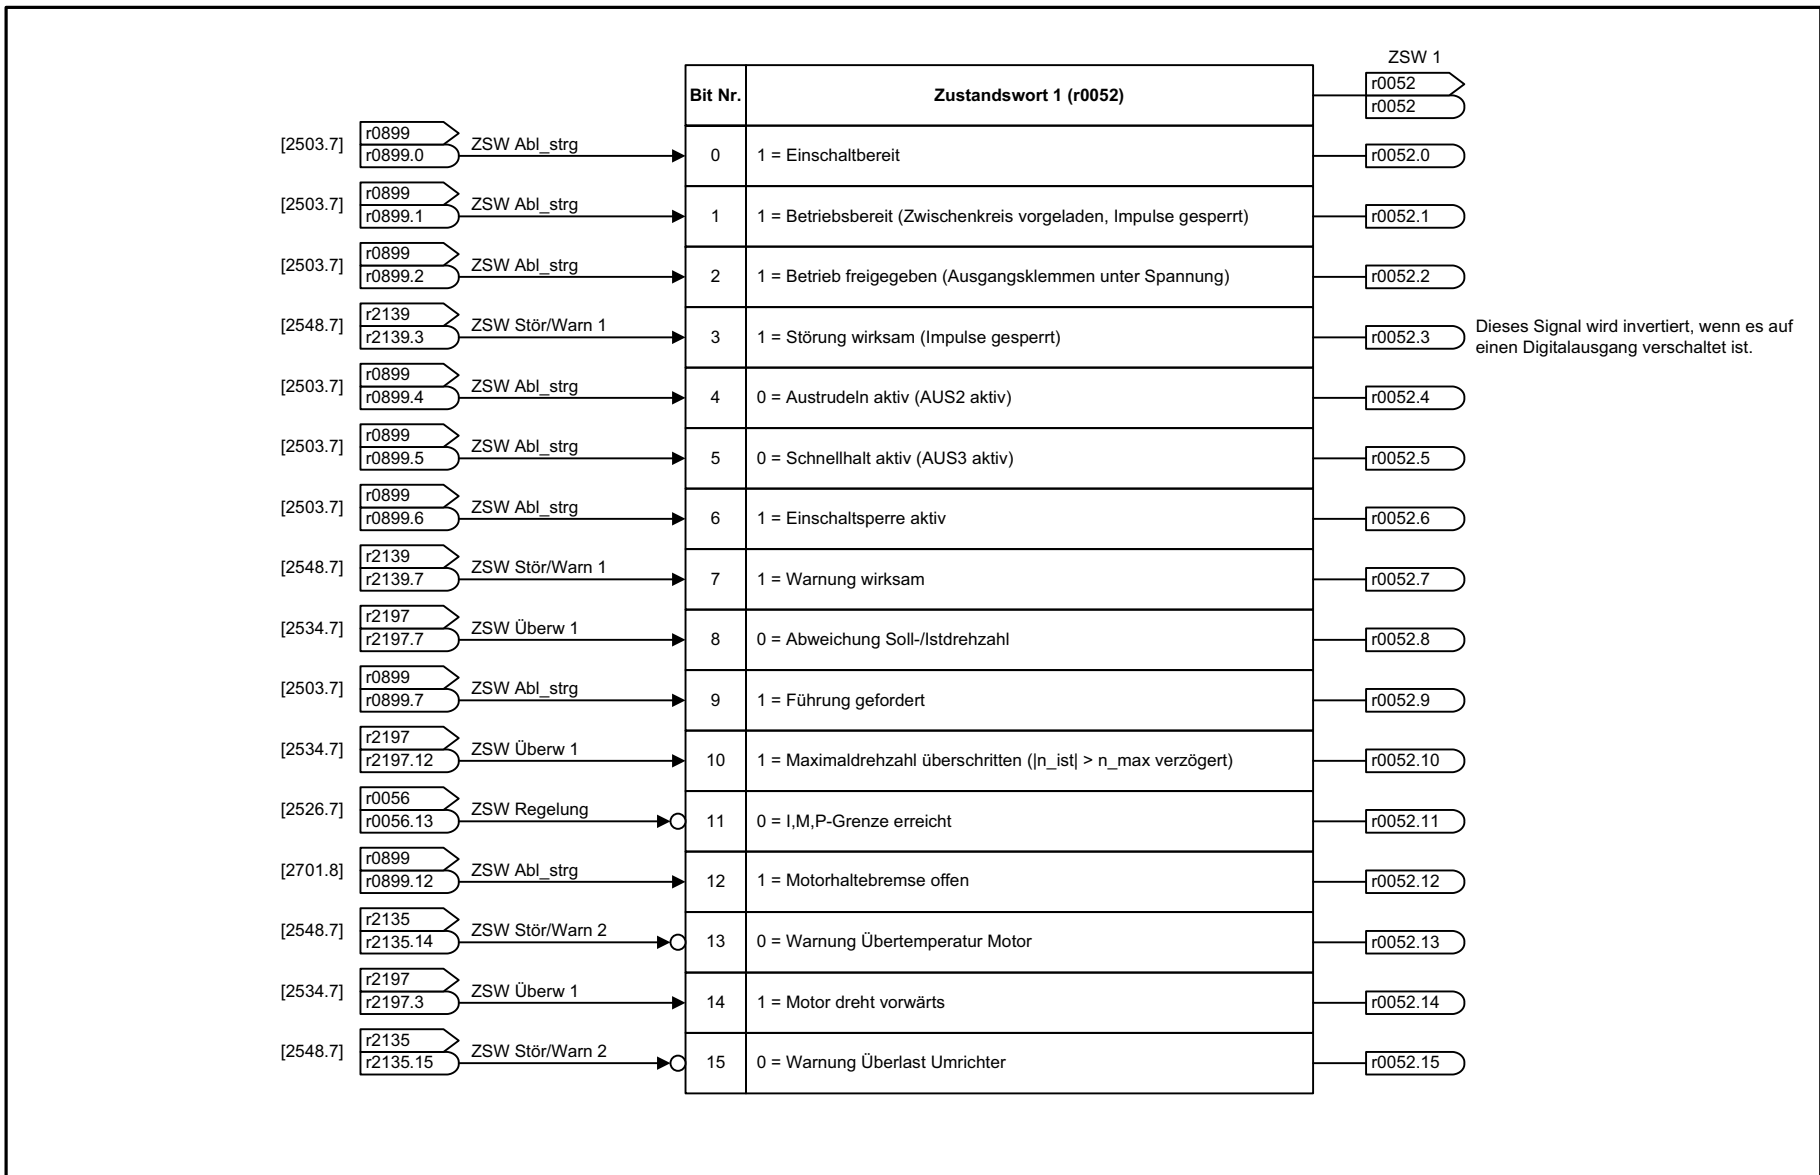 ZSW 1
Bit Nr. Zustandswort 1 (r0052) r0052
r0052
r0899
[2503.7] r0899.0 ZSW Abl_strg 0 1 = Einschaltbereit r0052.0
r0899
[2503.7] r0899.1 ZSW Abl_strg 1 1 = Betriebsbereit (Zwischenkreis vorgeladen, Impulse gesperrt) r0052.1
r0899
[2503.7] r0899.2 ZSW Abl_strg 2 1 = Betrieb freigegeben (Ausgangsklemmen unter Spannung) r0052.2
r2139
[2548.7] r2139.3 ZSW Stör/Warn 1 3 1 = Störung wirksam (Impulse gesperrt) r0052.3 Dieses Signal wird invertiert, wenn es auf
einen Digitalausgang verschaltet ist.
r0899
[2503.7] r0899.4 ZSW Abl_strg 4 0 = Austrudeln aktiv (AUS2 aktiv) r0052.4
r0899
[2503.7] r0899.5 ZSW Abl_strg 5 0 = Schnellhalt aktiv (AUS3 aktiv) r0052.5
r0899
[2503.7] r0899.6 ZSW Abl_strg 6 1 = Einschaltsperre aktiv r0052.6
r2139
[2548.7] r2139.7 ZSW Stör/Warn 1 7 1 = Warnung wirksam r0052.7
r2197
[2534.7] r2197.7 ZSW Überw 1 8 0 = Abweichung Soll-/Istdrehzahl r0052.8
r0899
[2503.7] r0899.7 ZSW Abl_strg 9 1 = Führung gefordert r0052.9
r2197
[2534.7] r2197.12 ZSW Überw 1 10 1 = Maximaldrehzahl überschritten (|n_ist| > n_max verzögert) r0052.10
r0056
[2526.7] r0056.13 ZSW Regelung 11 0 = I,M,P-Grenze erreicht r0052.11
r0899
[2701.8] r0899.12 ZSW Abl_strg 12 1 = Motorhaltebremse offen r0052.12
r2135
[2548.7] r2135.14 ZSW Stör/Warn 2 13 0 = Warnung Übertemperatur Motor r0052.13
r2197
[2534.7] r2197.3 ZSW Überw 1 14 1 = Motor dreht vorwärts r0052.14
r2135
[2548.7] r2135.15 ZSW Stör/Warn 2 15 0 = Warnung Überlast Umrichter r0052.15